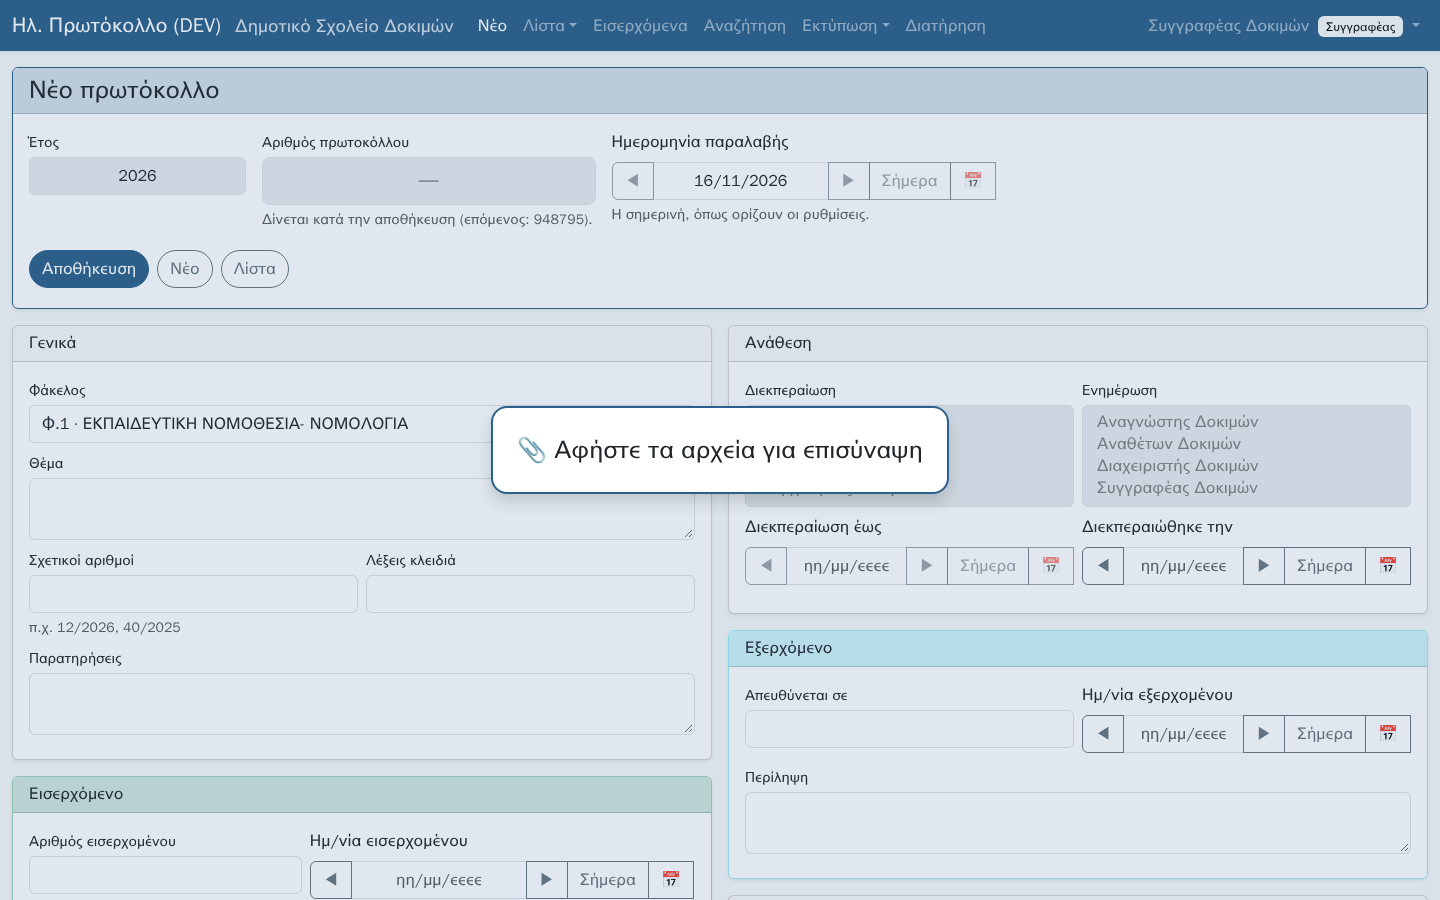 Ηλ. Πρωτόκολλο (DEV) Δημοτικό Σχολείο Δοκιμών Νέο Λίστα Εισερχόμενα Αναζήτηση Εκτύπωση Διατήρηση Συγγραφέας Δοκιμών Συγγραφέας
Νέο πρωτόκολλο
Έτος
2026
Αριθμός πρωτοκόλλου
—
Δίνεται κατά την αποθήκευση (επόμενος: 948795).
Ημερομηνία παραλαβής
16/11/2026 Σήμερα
Η σημερινή, όπως ορίζουν οι ρυθμίσεις.
Αποθήκευση Νέο Λίστα
Γενικά
Φάκελος
Φ.1 · ΕΚΠΑΙΔΕΥΤΙΚΗ ΝΟΜΟΘΕΣΙΑ- ΝΟΜΟΛΟΓΙΑ
Θέμα
Σχετικοί αριθμοί
π.χ. 12/2026, 40/2025
Λέξεις κλειδιά
Παρατηρήσεις
Εισερχόμενο
Αριθμός εισερχομένου
Ημ/νία εισερχομένου
ηη/μμ/εεεε Σήμερα
Αφήστε τα αρχεία για επισύναψη
Ανάθεση
Διεκπεραίωση
Ενημέρωση
Αναγνώστης Δοκιμών
Αναθέτων Δοκιμών
Διαχειριστής Δοκιμών
Συγγραφέας Δοκιμών
Διεκπεραίωση έως
ηη/μμ/εεεε Σήμερα
Διεκπεραιώθηκε την
ηη/μμ/εεεε Σήμερα
Εξερχόμενο
Απευθύνεται σε
Ημ/νία εξερχομένου
ηη/μμ/εεεε Σήμερα
Περίληψη